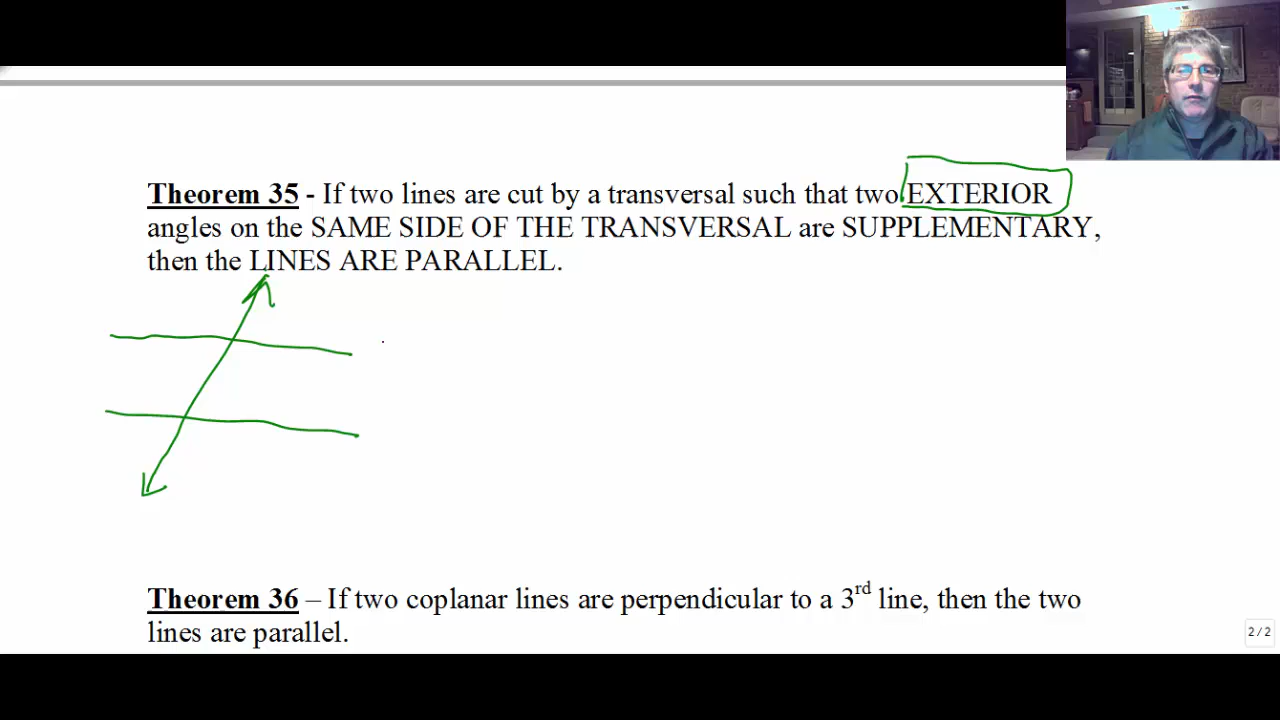 Theorem 35 - If two lines are cut by a transversal such that two EXTERIOR
angles on the SAME SIDE OF THE TRANSVERSAL are SUPPLEMENTARY,
then the LINES ARE PARALLEL.
Theorem 36 – If two coplanar lines are perpendicular to a 3rd line, then the two
lines are parallel.
2 / 2